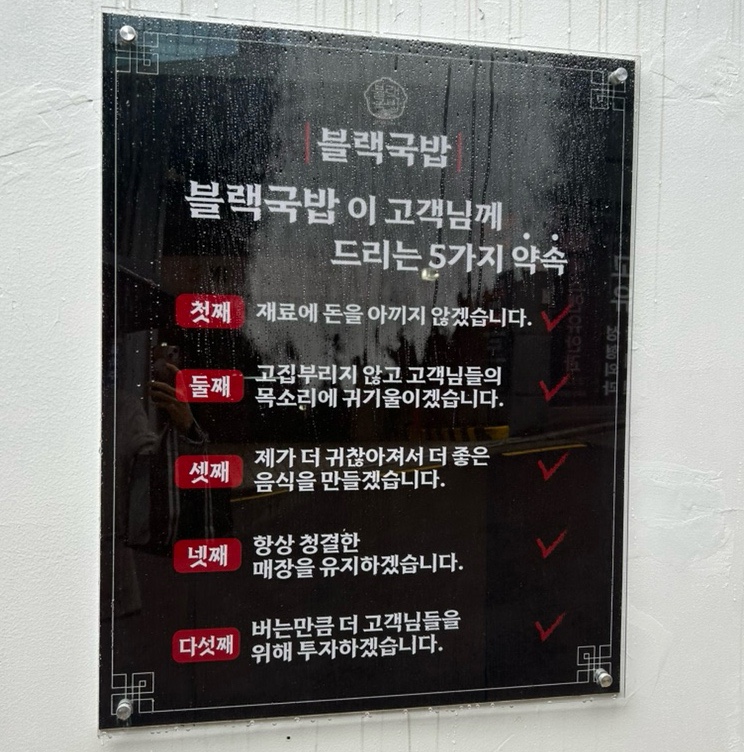 블랙국밥
블랙국밥 이 고객님께
드리는 5가지 약속
첫째 재료에 돈을 아끼지 않겠습니다.
둘째 고집부리지 않고 고객님들의
목소리에 귀기울이겠습니다.
셋째 제가 더 귀찮아져서 더 좋은
음식을 만들겠습니다.
넷째 항상 청결한
매장을 유지하겠습니다.
다섯째 버는만큼 더 고객님들을
위해 투자하겠습니다.